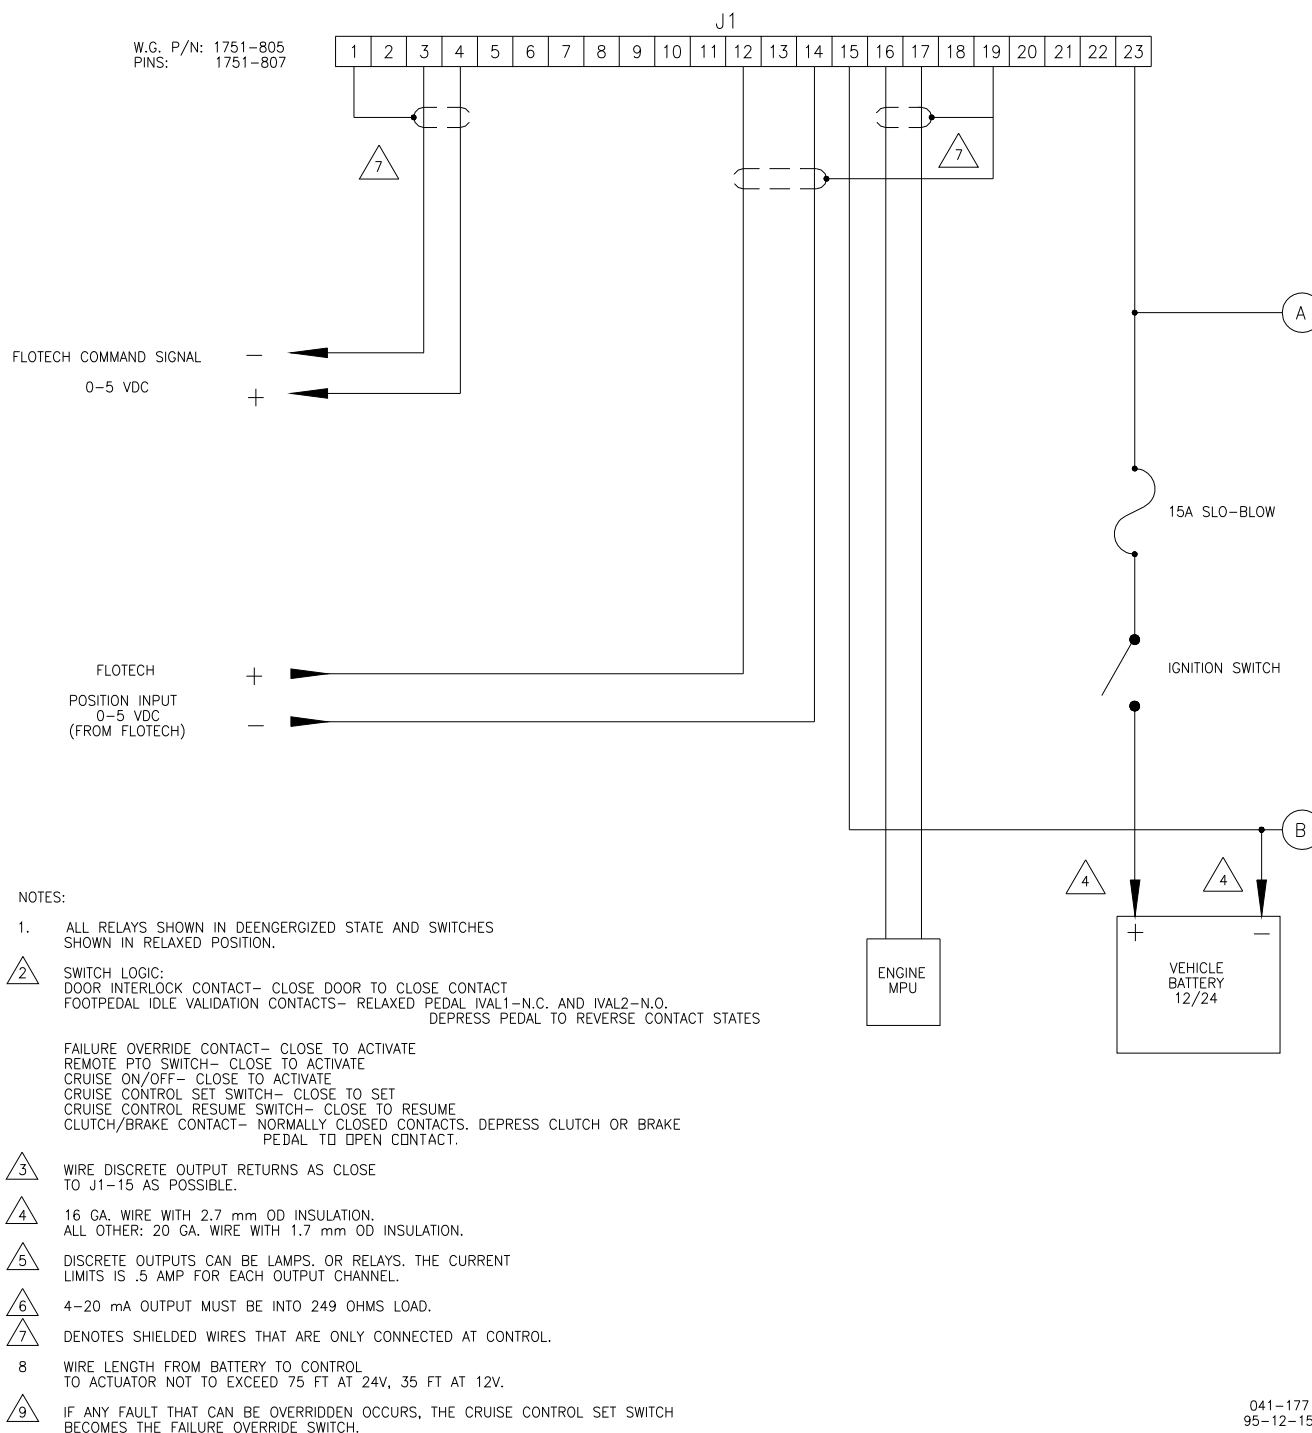 J1
W.G. P/N: 1751-805
PINS: 1751-807
1 2 3 4 5 6 7 8 9 10 11 12 13 14 15 16 17 18 19 20 21 22 23
7
7
A
FLOTECH COMMAND SIGNAL −
0-5 VDC +
15A SLO-BLOW
IGNITION SWITCH
FLOTECH +
POSITION INPUT
0-5 VDC −
(FROM FLOTECH)
B
4
4
+ −
VEHICLE
BATTERY
12/24
ENGINE
MPU
NOTES:
1. ALL RELAYS SHOWN IN DEENGERGIZED STATE AND SWITCHES
SHOWN IN RELAXED POSITION.
2 SWITCH LOGIC:
DOOR INTERLOCK CONTACT- CLOSE DOOR TO CLOSE CONTACT
FOOTPEDAL IDLE VALIDATION CONTACTS- RELAXED PEDAL IVAL1-N.C. AND IVAL2-N.O.
DEPRESS PEDAL TO REVERSE CONTACT STATES
FAILURE OVERRIDE CONTACT- CLOSE TO ACTIVATE
REMOTE PTO SWITCH- CLOSE TO ACTIVATE
CRUISE ON/OFF- CLOSE TO ACTIVATE
CRUISE CONTROL SET SWITCH- CLOSE TO SET
CRUISE CONTROL RESUME SWITCH- CLOSE TO RESUME
CLUTCH/BRAKE CONTACT- NORMALLY CLOSED CONTACTS. DEPRESS CLUTCH OR BRAKE
PEDAL TO OPEN CONTACT.
3 WIRE DISCRETE OUTPUT RETURNS AS CLOSE
TO J1-15 AS POSSIBLE.
4 16 GA. WIRE WITH 2.7 mm OD INSULATION.
ALL OTHER: 20 GA. WIRE WITH 1.7 mm OD INSULATION.
5 DISCRETE OUTPUTS CAN BE LAMPS. OR RELAYS. THE CURRENT
LIMITS IS .5 AMP FOR EACH OUTPUT CHANNEL.
6 4-20 mA OUTPUT MUST BE INTO 249 OHMS LOAD.
7 DENOTES SHIELDED WIRES THAT ARE ONLY CONNECTED AT CONTROL.
8 WIRE LENGTH FROM BATTERY TO CONTROL
TO ACTUATOR NOT TO EXCEED 75 FT AT 24V, 35 FT AT 12V.
9 IF ANY FAULT THAT CAN BE OVERRIDDEN OCCURS, THE CRUISE CONTROL SET SWITCH
BECOMES THE FAILURE OVERRIDE SWITCH.
041-177
95-12-15